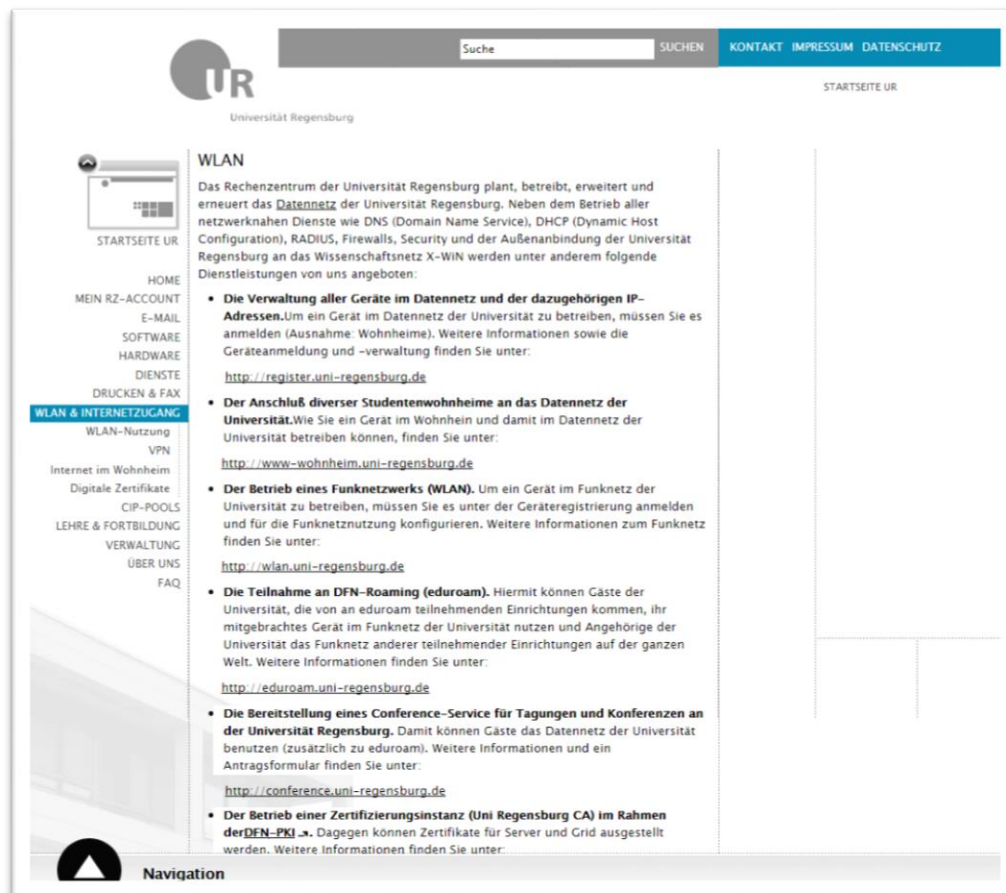 Suche
SUCHEN
KONTAKT IMPRESSUM DATENSCHUTZ
UR
STARTSEITE UR
Universität Regensburg
STARTSEITE UR
HOME
MEIN RZ-ACCOUNT
E-MAIL
SOFTWARE
HARDWARE
DIENSTE
DRUCKEN & FAX
WLAN & INTERNETZUGANG
WLAN-Nutzung
VPN
Internet im Wohnheim
Digitale Zertifikate
CIP-POOLS
LEHRE & FORTBILDUNG
VERWALTUNG
ÜBER UNS
FAQ
WLAN
Das Rechenzentrum der Universität Regensburg plant, betreibt, erweitert und
erneuert das Datennetz der Universität Regensburg. Neben dem Betrieb aller
netzwerknahen Dienste wie DNS (Domain Name Service), DHCP (Dynamic Host
Configuration), RADIUS, Firewalls, Security und der Außenanbindung der Universität
Regensburg an das Wissenschaftsnetz X-WiN werden unter anderem folgende
Dienstleistungen von uns angeboten:
• Die Verwaltung aller Geräte im Datennetz und der dazugehörigen IP-
Adressen.Um ein Gerät im Datennetz der Universität zu betreiben, müssen Sie es
anmelden (Ausnahme: Wohnheime). Weitere Informationen sowie die
Geräteanmeldung und -verwaltung finden Sie unter:
http://register.uni-regensburg.de
• Der Anschluß diverser Studentenwohnheime an das Datennetz der
Universität.Wie Sie ein Gerät im Wohnhein und damit im Datennetz der
Universität betreiben können, finden Sie unter:
http://www-wohnheim.uni-regensburg.de
• Der Betrieb eines Funknetzwerks (WLAN). Um ein Gerät im Funknetz der
Universität zu betreiben, müssen Sie es unter der Geräteregistrierung anmelden
und für die Funknetznutzung konfigurieren. Weitere Informationen zum Funknetz
finden Sie unter:
http://wlan.uni-regensburg.de
• Die Teilnahme an DFN-Roaming (eduroam). Hiermit können Gäste der
Universität, die von an eduroam teilnehmenden Einrichtungen kommen, ihr
mitgebrachtes Gerät im Funknetz der Universität nutzen und Angehörige der
Universität das Funknetz anderer teilnehmender Einrichtungen auf der ganzen
Welt. Weitere Informationen finden Sie unter:
http://eduroam.uni-regensburg.de
• Die Bereitstellung eines Conference-Service für Tagungen und Konferenzen an
der Universität Regensburg. Damit können Gäste das Datennetz der Universität
benutzen (zusätzlich zu eduroam). Weitere Informationen und ein
Antragsformular finden Sie unter:
http://conference.uni-regensburg.de
• Der Betrieb einer Zertifizierungsinstanz (Uni Regensburg CA) im Rahmen
derDFN-PKI . Dagegen können Zertifikate für Server und Grid ausgestellt
werden. Weitere Informationen finden Sie unter:
Navigation